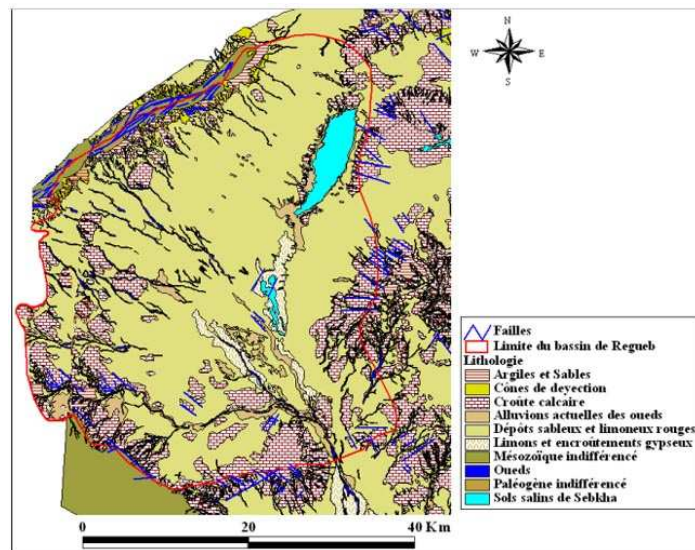 N
W E
S
Failles
Limite du bassin de Regueb
Lithologie
Argiles et Sables
Cônes de deyection
Croûte calcaire
Alluvions actuelles des oueds
Dépôts sableux et limoneux rouges
Limons et encroûtements gypseux
Mésozoïque indifférencé
Oueds
Paléogène indifférencé
Sols salins de Sebkha
0 20 40 Km